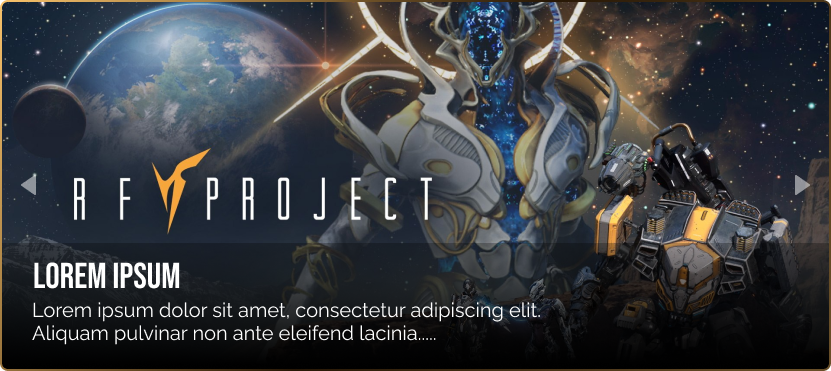 RF PROJECT
LOREM IPSUM
Lorem ipsum dolor sit amet, consectetur adipiscing elit.
Aliquam pulvinar non ante eleifend lacinia.....